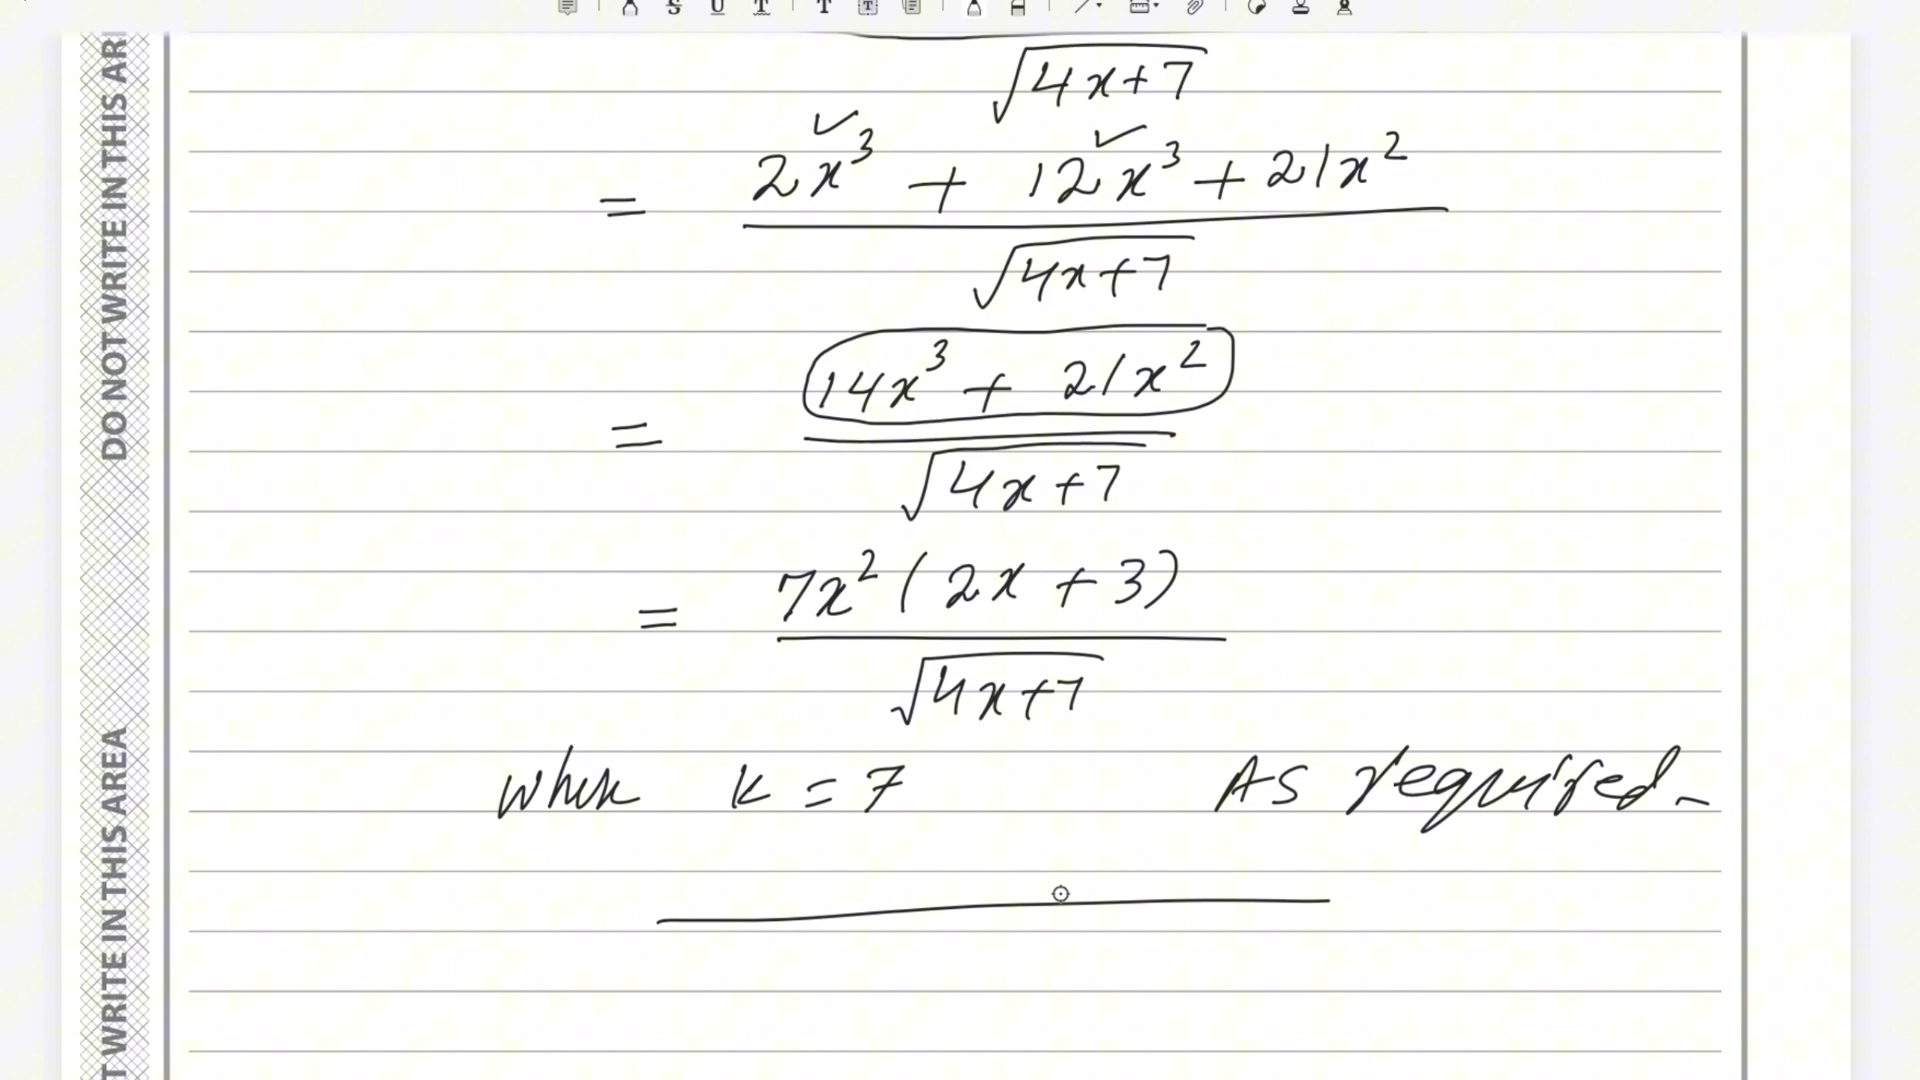 DO NOT WRITE IN THIS AR
T WRITE IN THIS AREA
√4x+7
= 2x³ + 12x³ + 21x²
√4x+7
= 14x³ + 21x²
√4x+7
= 7x² ( 2x + 3)
√4x+7
when k = 7 As required.